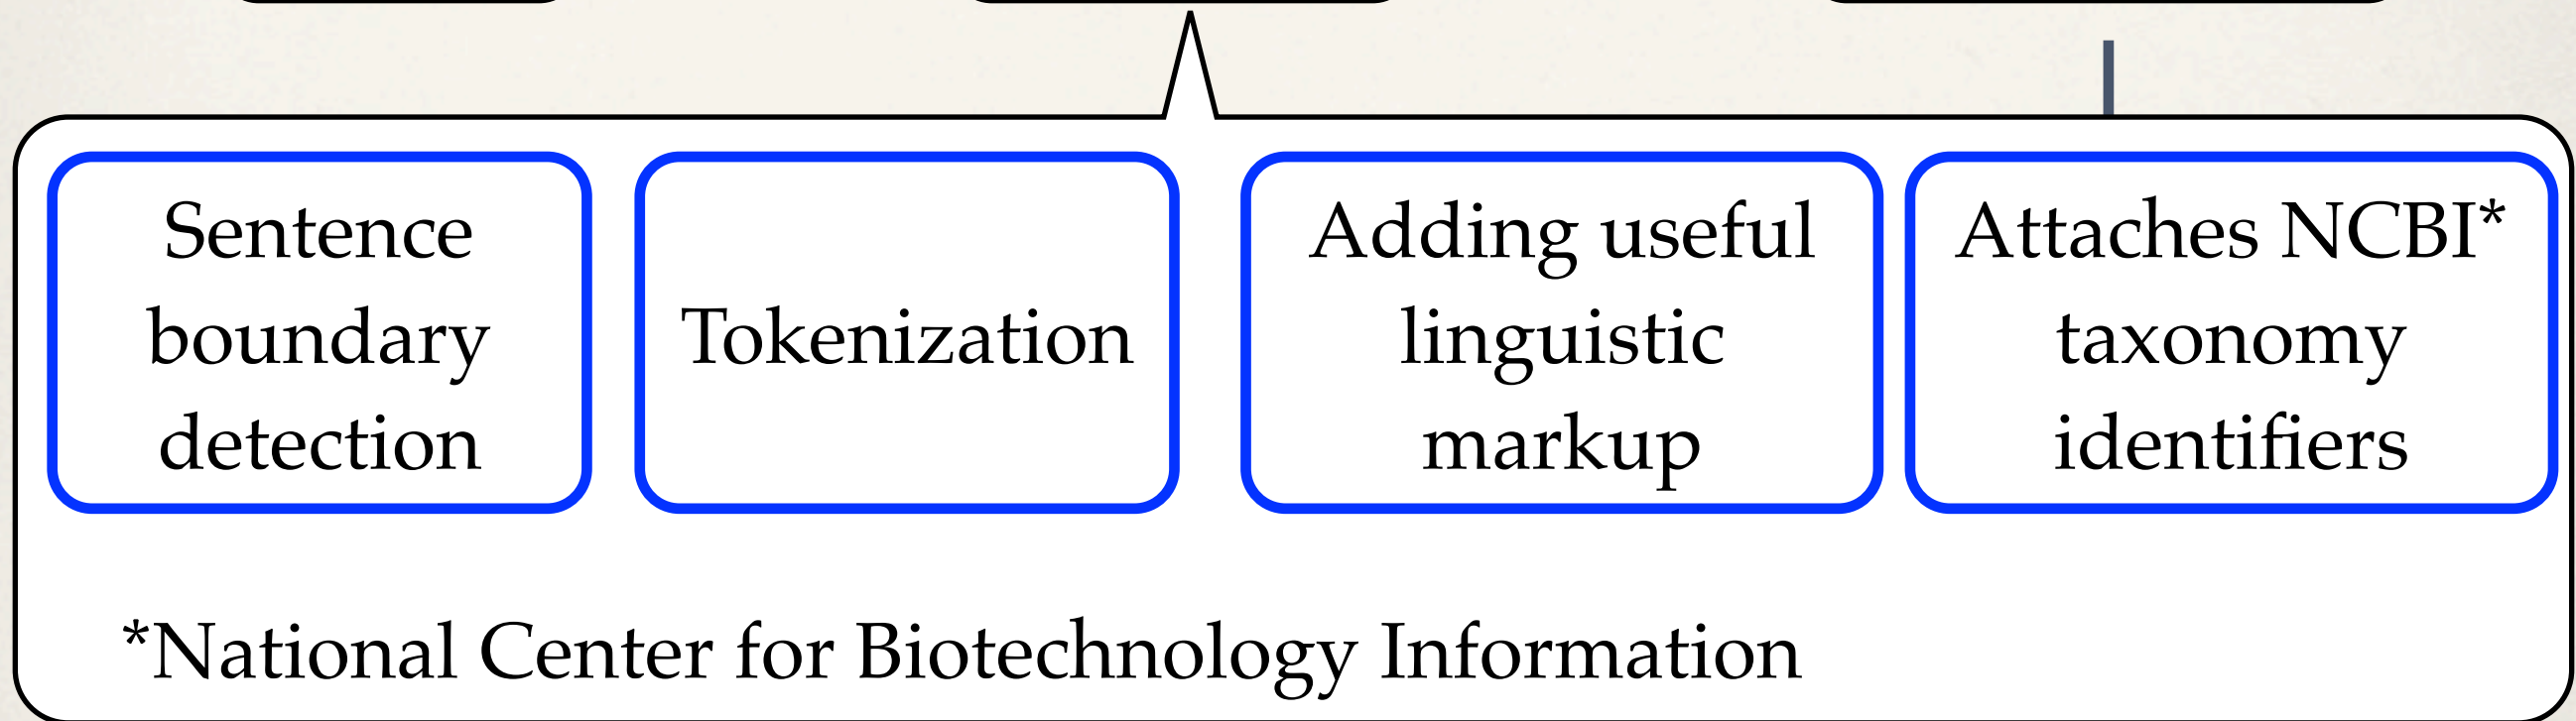 Sentence
boundary
detection
Tokenization
Adding useful
linguistic
markup
Attaches NCBI*
taxonomy
identifiers
*National Center for Biotechnology Information